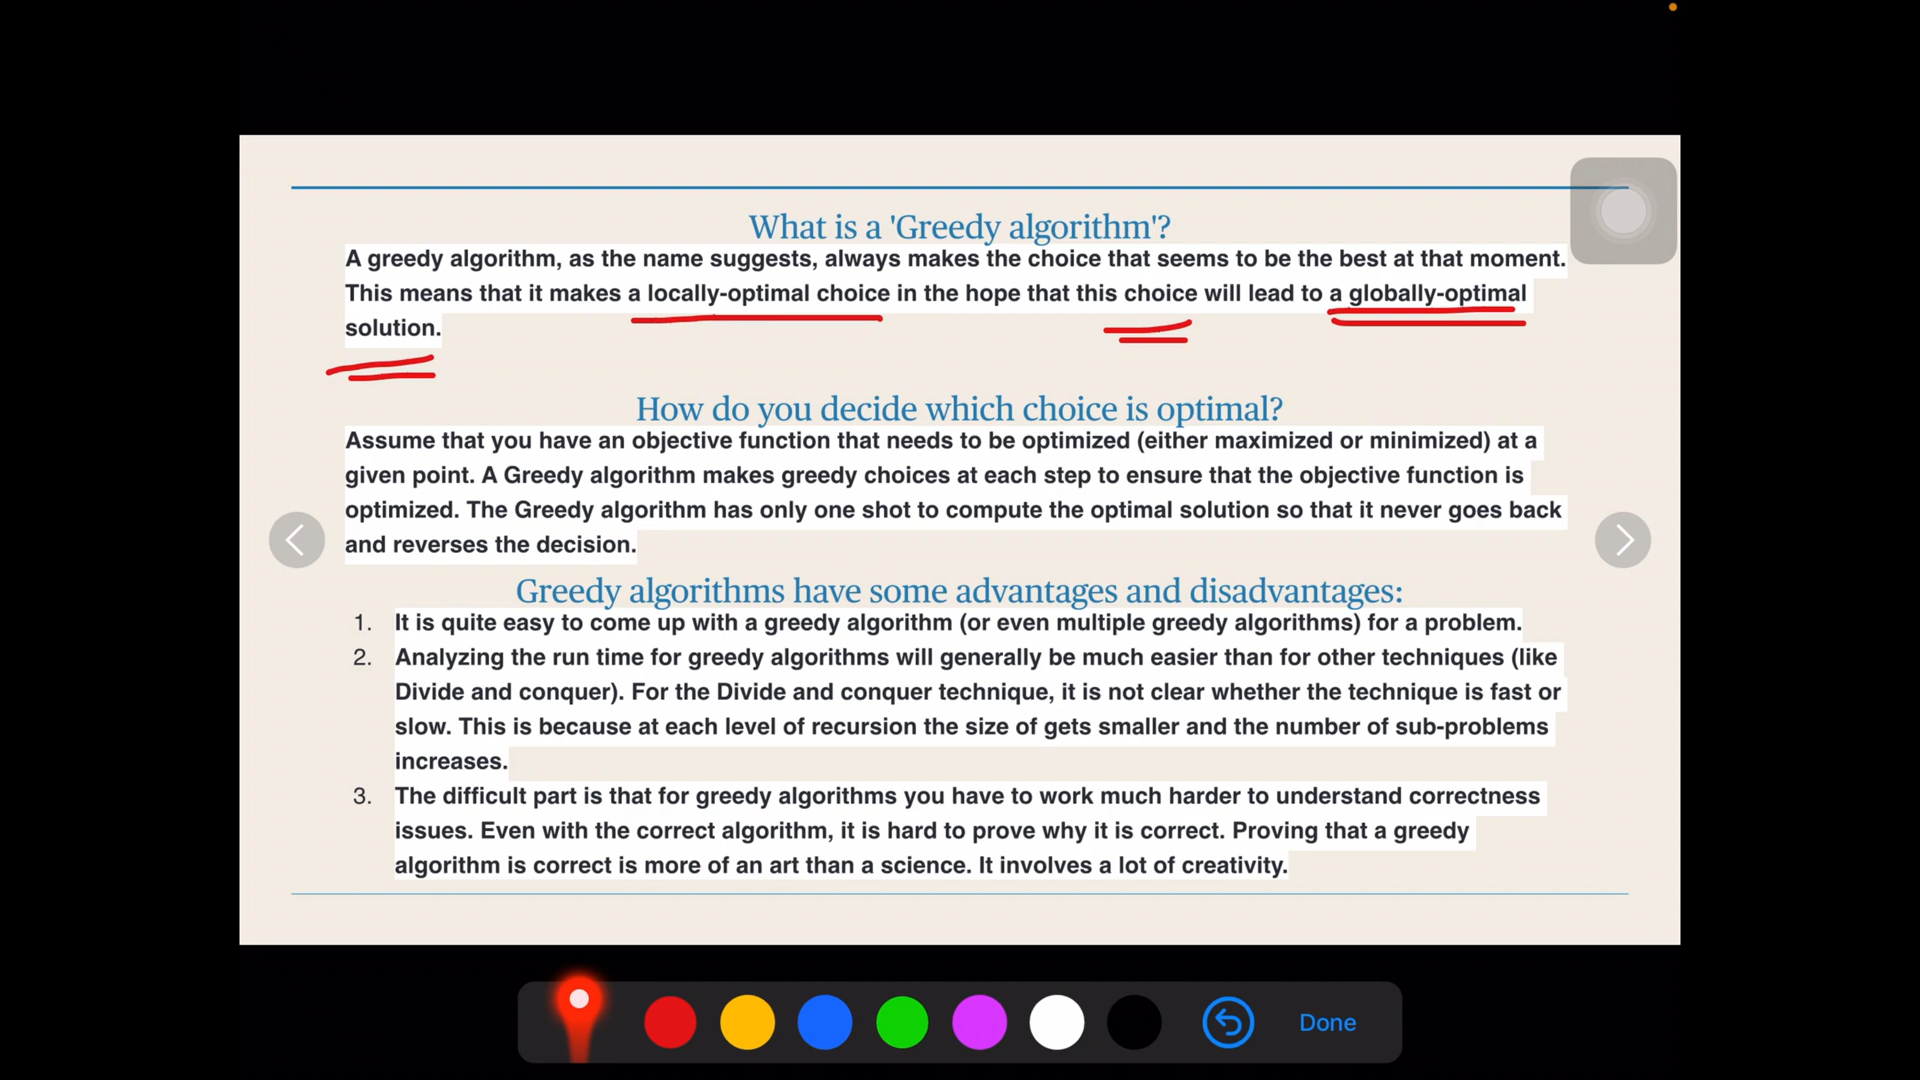 What is a 'Greedy algorithm'?
A greedy algorithm, as the name suggests, always makes the choice that seems to be the best at that moment.
This means that it makes a locally-optimal choice in the hope that this choice will lead to a globally-optimal
solution.
How do you decide which choice is optimal?
Assume that you have an objective function that needs to be optimized (either maximized or minimized) at a
given point. A Greedy algorithm makes greedy choices at each step to ensure that the objective function is
optimized. The Greedy algorithm has only one shot to compute the optimal solution so that it never goes back
and reverses the decision.
Greedy algorithms have some advantages and disadvantages:
1. It is quite easy to come up with a greedy algorithm (or even multiple greedy algorithms) for a problem.
2. Analyzing the run time for greedy algorithms will generally be much easier than for other techniques (like
Divide and conquer). For the Divide and conquer technique, it is not clear whether the technique is fast or
slow. This is because at each level of recursion the size of gets smaller and the number of sub-problems
increases.
3. The difficult part is that for greedy algorithms you have to work much harder to understand correctness
issues. Even with the correct algorithm, it is hard to prove why it is correct. Proving that a greedy
algorithm is correct is more of an art than a science. It involves a lot of creativity.
Done